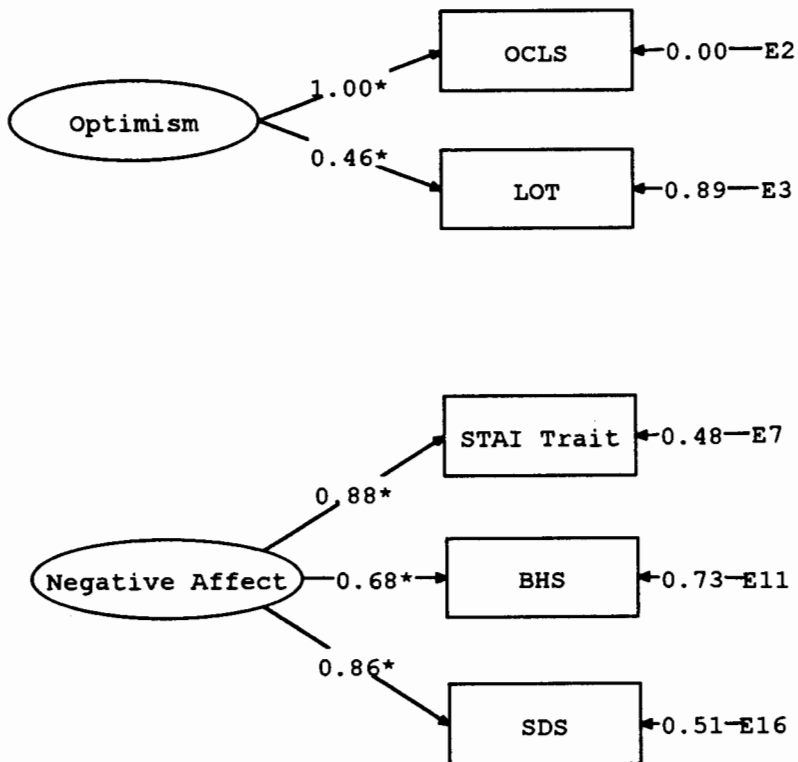 OCLS
0.00
E2
1.00*
Optimism
0.46*
LOT
0.89
E3
STAI Trait
0.48
E7
0.88*
Negative Affect
0.68*
BHS
0.73
E11
0.86*
SDS
0.51
E16